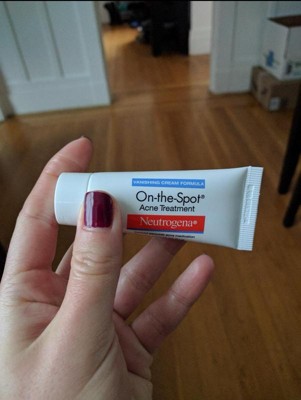 VANISHING CREAM FORMULA
On-the-Spot®
Acne Treatment
Neutrogena®